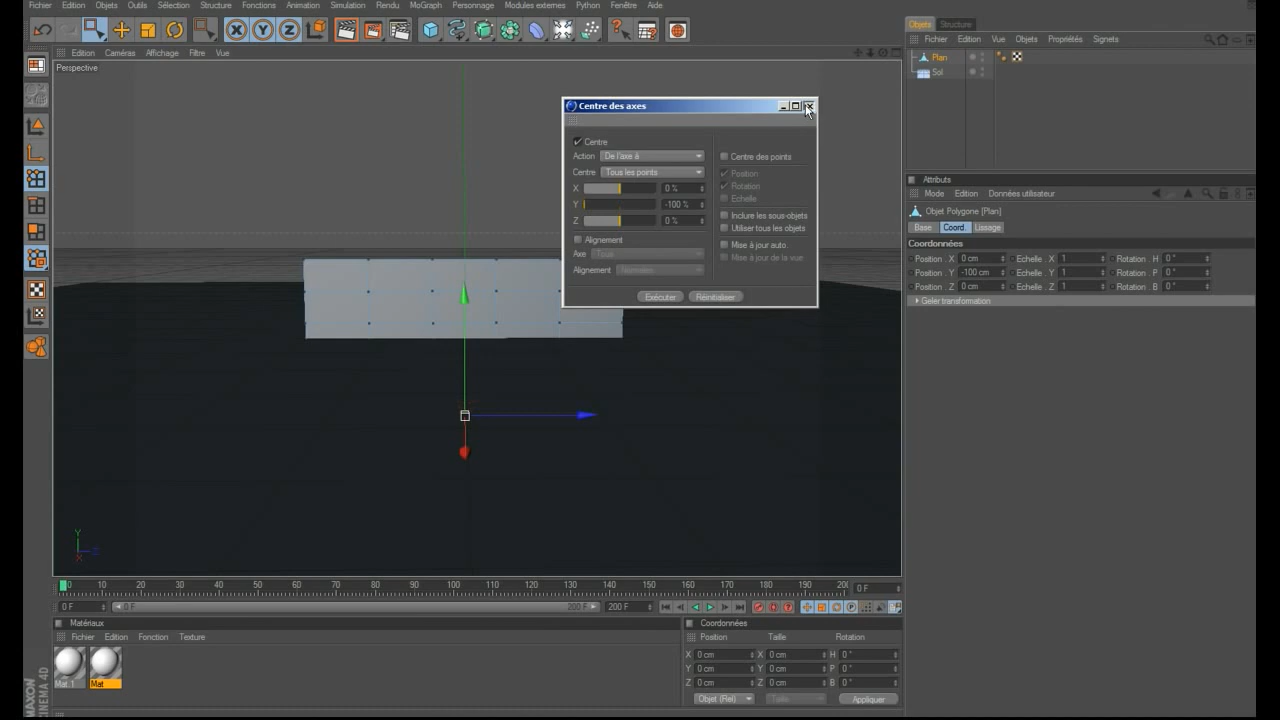 Fichier Edition Objets Outils Sélection Structure Fonctions Animation Simulation Rendu MoGraph Personnage Modules externes Python Fenêtre Aide
Edition Caméras Affichage Filtre Vue
Perspective
Centre des axes
Centre
Action De l'axe à
Centre Tous les points
X 0 %
Y -100 %
Z 0 %
Alignement
Axe Tous
Alignement Normales
Centre des points
Position
Rotation
Echelle
Inclure les sous-objets
Utiliser tous les objets
Mise à jour auto.
Mise à jour de la vue
Exécuter Réinitialiser
Objets Structure
Fichier Edition Vue Objets Propriétés Signets
Plan
Sol
Attributs
Mode Edition Données utilisateur
Objet Polygone [Plan]
Base Coord. Lissage
Coordonnées
Position . X 0 cm Echelle . X 1 Rotation . H 0 °
Position . Y -100 cm Echelle . Y 1 Rotation . P 0 °
Position . Z 0 cm Echelle . Z 1 Rotation . B 0 °
Geler transformation
Y
Z
X
0 10 20 30 40 50 60 70 80 90 100 110 120 130 140 150 160 170 180 190 200 0 F
0 F 0 F 200 F 200 F
Matériaux
Fichier Edition Fonction Texture
Mat.1 Mat
Coordonnées
Position Taille Rotation
X 0 cm X 0 cm H 0 °
Y 0 cm Y 0 cm P 0 °
Z 0 cm Z 0 cm B 0 °
Objet (Rel) Taille Appliquer
MAXON
CINEMA 4D